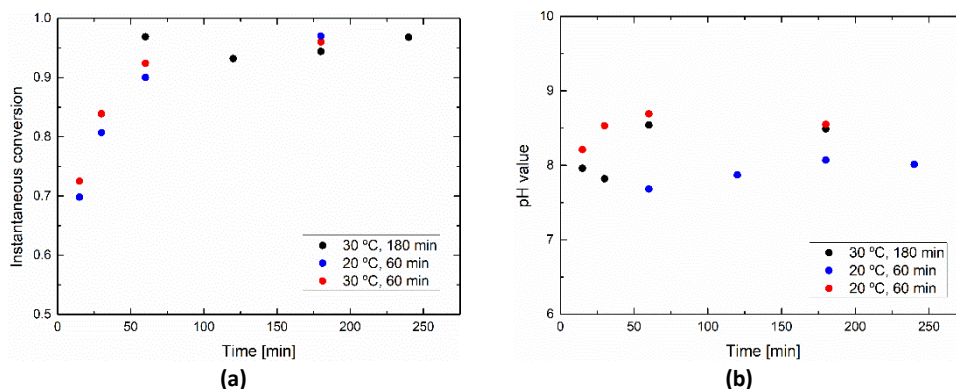 1.0
0.9
0.8
0.7
0.6
0.5
Instantaneous conversion
0
50
100
150
200
250
Time [min]
30 ºC, 180 min
20 ºC, 60 min
30 ºC, 60 min
(a)
10
9
8
7
6
pH value
0
50
100
150
200
250
Time [min]
30 ºC, 180 min
20 ºC, 60 min
20 ºC, 60 min
(b)